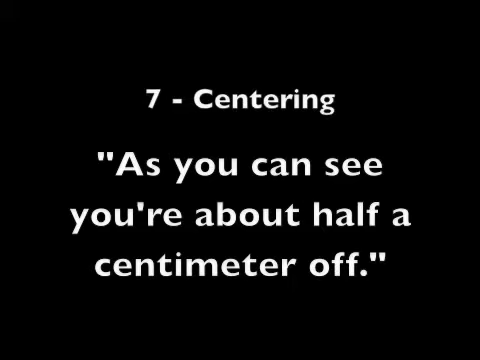 7 - Centering
"As you can see
you're about half a
centimeter off."